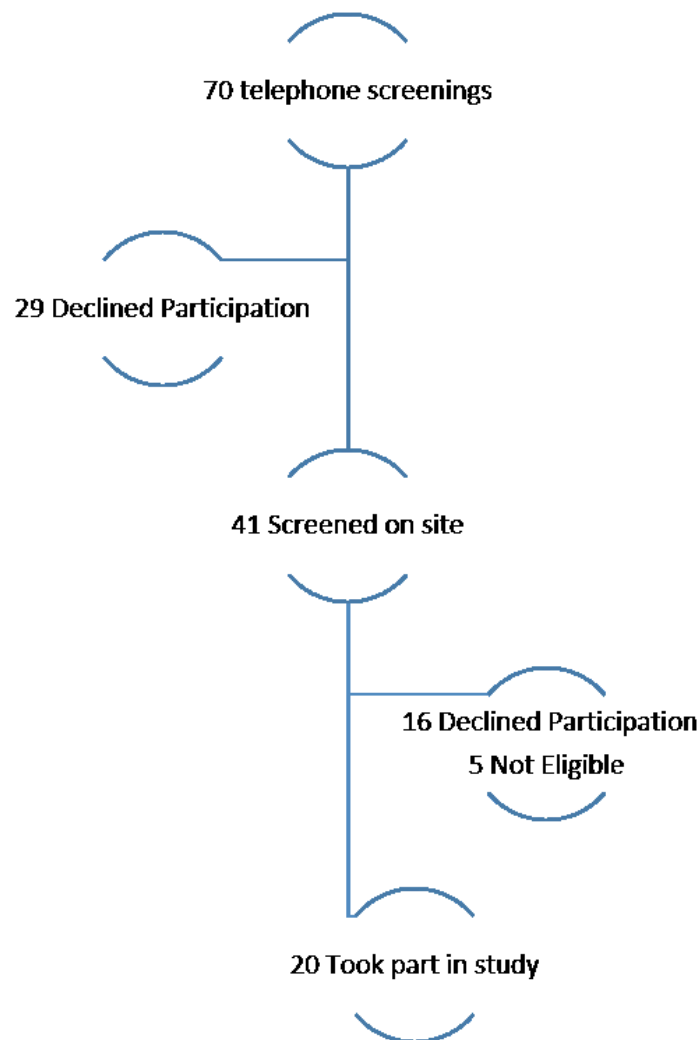 70 telephone screenings
29 Declined Participation
41 Screened on site
16 Declined Participation
5 Not Eligible
20 Took part in study